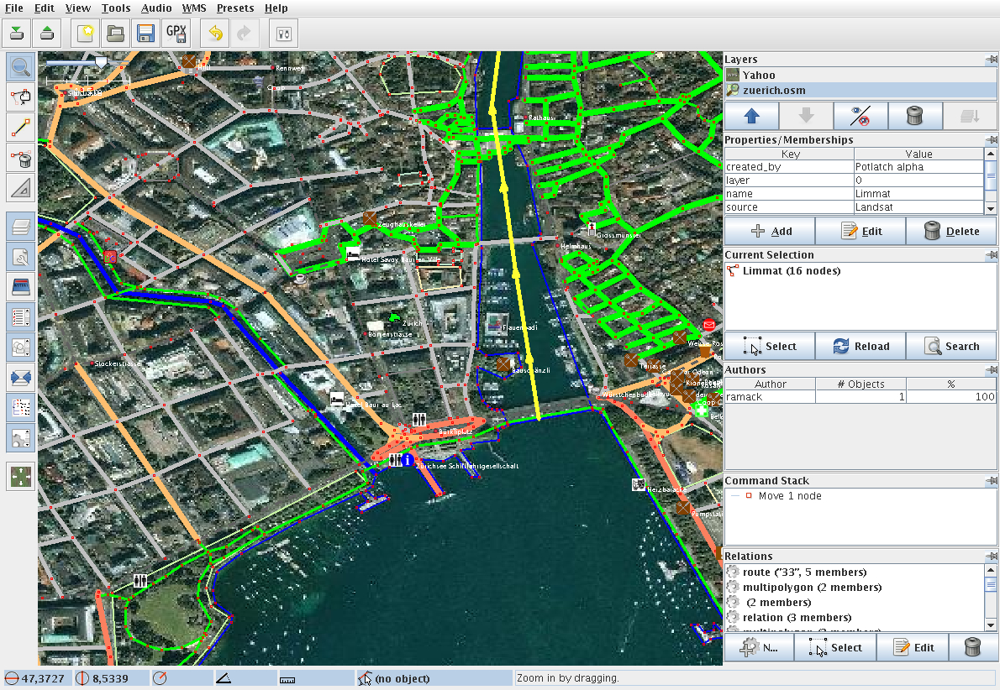 File Edit View Tools Audio WMS Presets Help
GPX
Rennweg
Rathaus
Zeughauskeller
Grossmünster
Helmhaus
Hotel Savoy Baur en Ville
Zürich
Börsenstrasse
Stockerstrasse
Bauschänzli
Terrasse
Hotel Baur au Lac
Bürkliplatz
Zürichsee Schifffahrtsgesellschaft
Herzbaracke
Layers
Yahoo
zuerich.osm
Properties/Memberships
Key Value
created_by Potlatch alpha
layer 0
name Limmat
source Landsat
Add Edit Delete
Current Selection
Limmat (16 nodes)
Select Reload Search
Authors
Author # Objects %
ramack 1 100
Command Stack
Move 1 node
Relations
route ("33", 5 members)
multipolygon (2 members)
(2 members)
relation (3 members)
N... Select Edit
47,3727 8,5339 (no object) Zoom in by dragging.